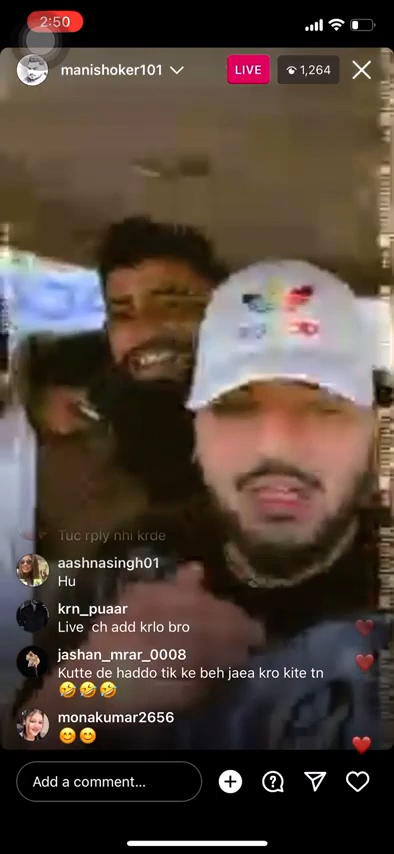 2:50
manishoker101
LIVE
1,264
Tuc rply nhi krde
aashnasingh01
Hu
krn_puaar
Live ch add krlo bro
jashan_mrar_0008
Kutte de haddo tik ke beh jaea kro kite tn
🤣🤣🤣
monakumar2656
😊😊
Add a comment...